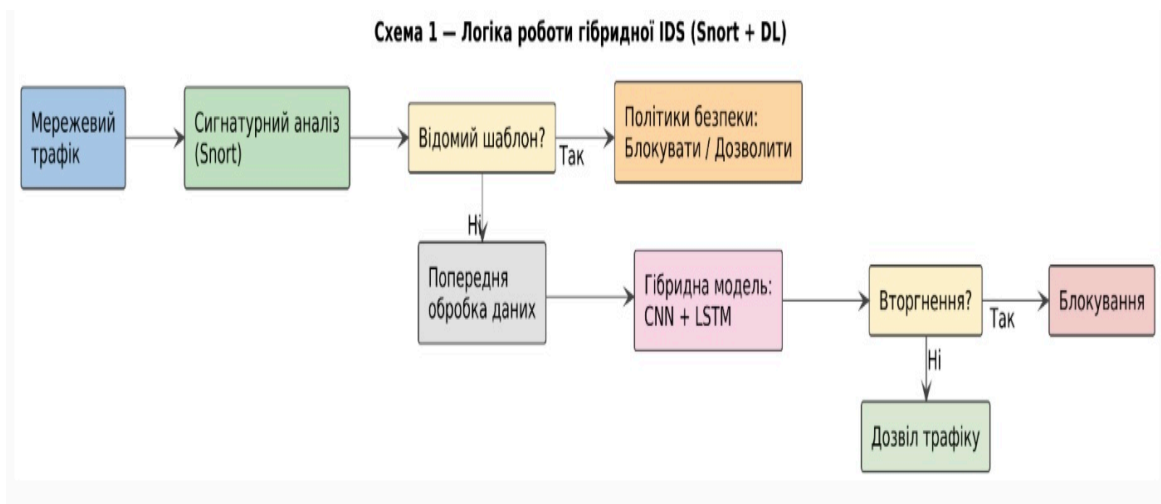 Схема 1 — Логіка роботи гібридної IDS (Snort + DL)
Мережевий
трафік
Сигнатурний аналіз
(Snort)
Відомий шаблон?
Так
Політики безпеки:
Блокувати / Дозволити
Ні
Попередня
обробка даних
Гібридна модель:
CNN + LSTM
Вторгнення?
Так
Блокування
Ні
Дозвіл трафіку